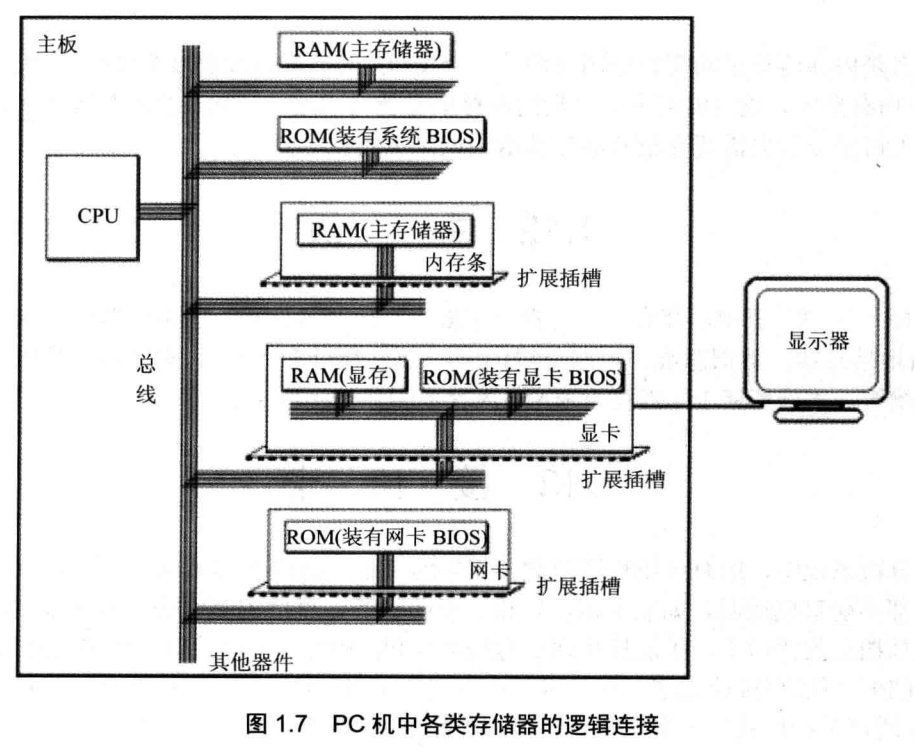 主板
RAM(主存储器)
ROM(装有系统 BIOS)
CPU
RAM(主存储器)
内存条
扩展插槽
显示器
总线
RAM(显存)
ROM(装有显卡 BIOS)
显卡
扩展插槽
ROM(装有网卡 BIOS)
网卡
扩展插槽
其他器件
图 1.7 PC 机中各类存储器的逻辑连接